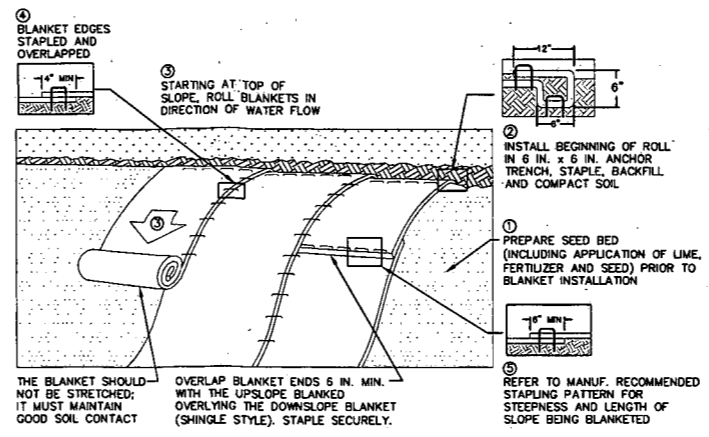 ④
BLANKET EDGES
STAPLED AND
OVERLAPPED
4" MIN
③
STARTING AT TOP OF
SLOPE, ROLL BLANKETS IN
DIRECTION OF WATER FLOW
12"
6"
6"
②
INSTALL BEGINNING OF ROLL
IN 6 IN. x 6 IN. ANCHOR
TRENCH, STAPLE, BACKFILL
AND COMPACT SOIL
①
PREPARE SEED BED
(INCLUDING APPLICATION OF LIME,
FERTILIZER AND SEED) PRIOR TO
BLANKET INSTALLATION
③
6" MIN
⑤
REFER TO MANUF. RECOMMENDED
STAPLING PATTERN FOR
STEEPNESS AND LENGTH OF
SLOPE BEING BLANKETED
THE BLANKET SHOULD
NOT BE STRETCHED;
IT MUST MAINTAIN
GOOD SOIL CONTACT
OVERLAP BLANKET ENDS 6 IN. MIN.
WITH THE UPSLOPE BLANKED
OVERLYING THE DOWNSLOPE BLANKET
(SHINGLE STYLE). STAPLE SECURELY.